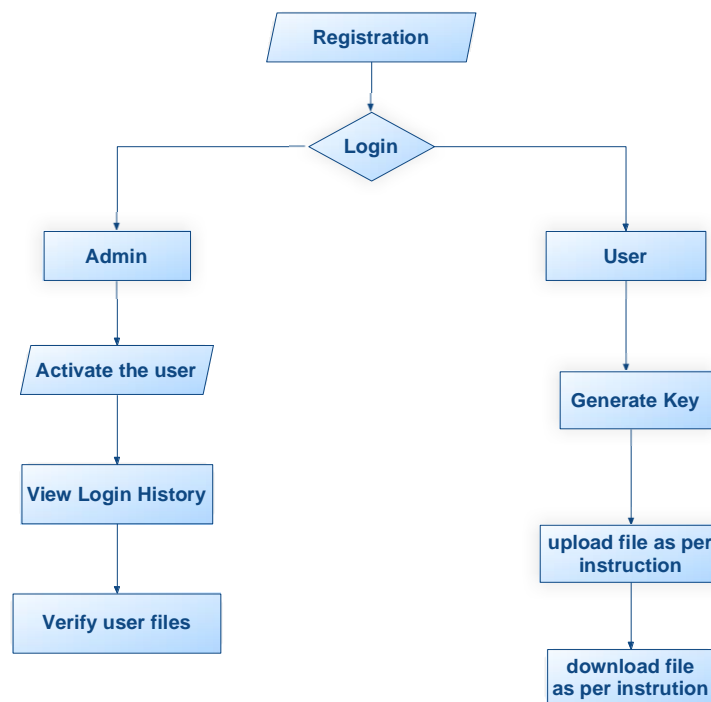 Registration
Login
Admin
User
Activate the user
Generate Key
View Login History
upload file as per
instruction
Verify user files
download file
as per instrution